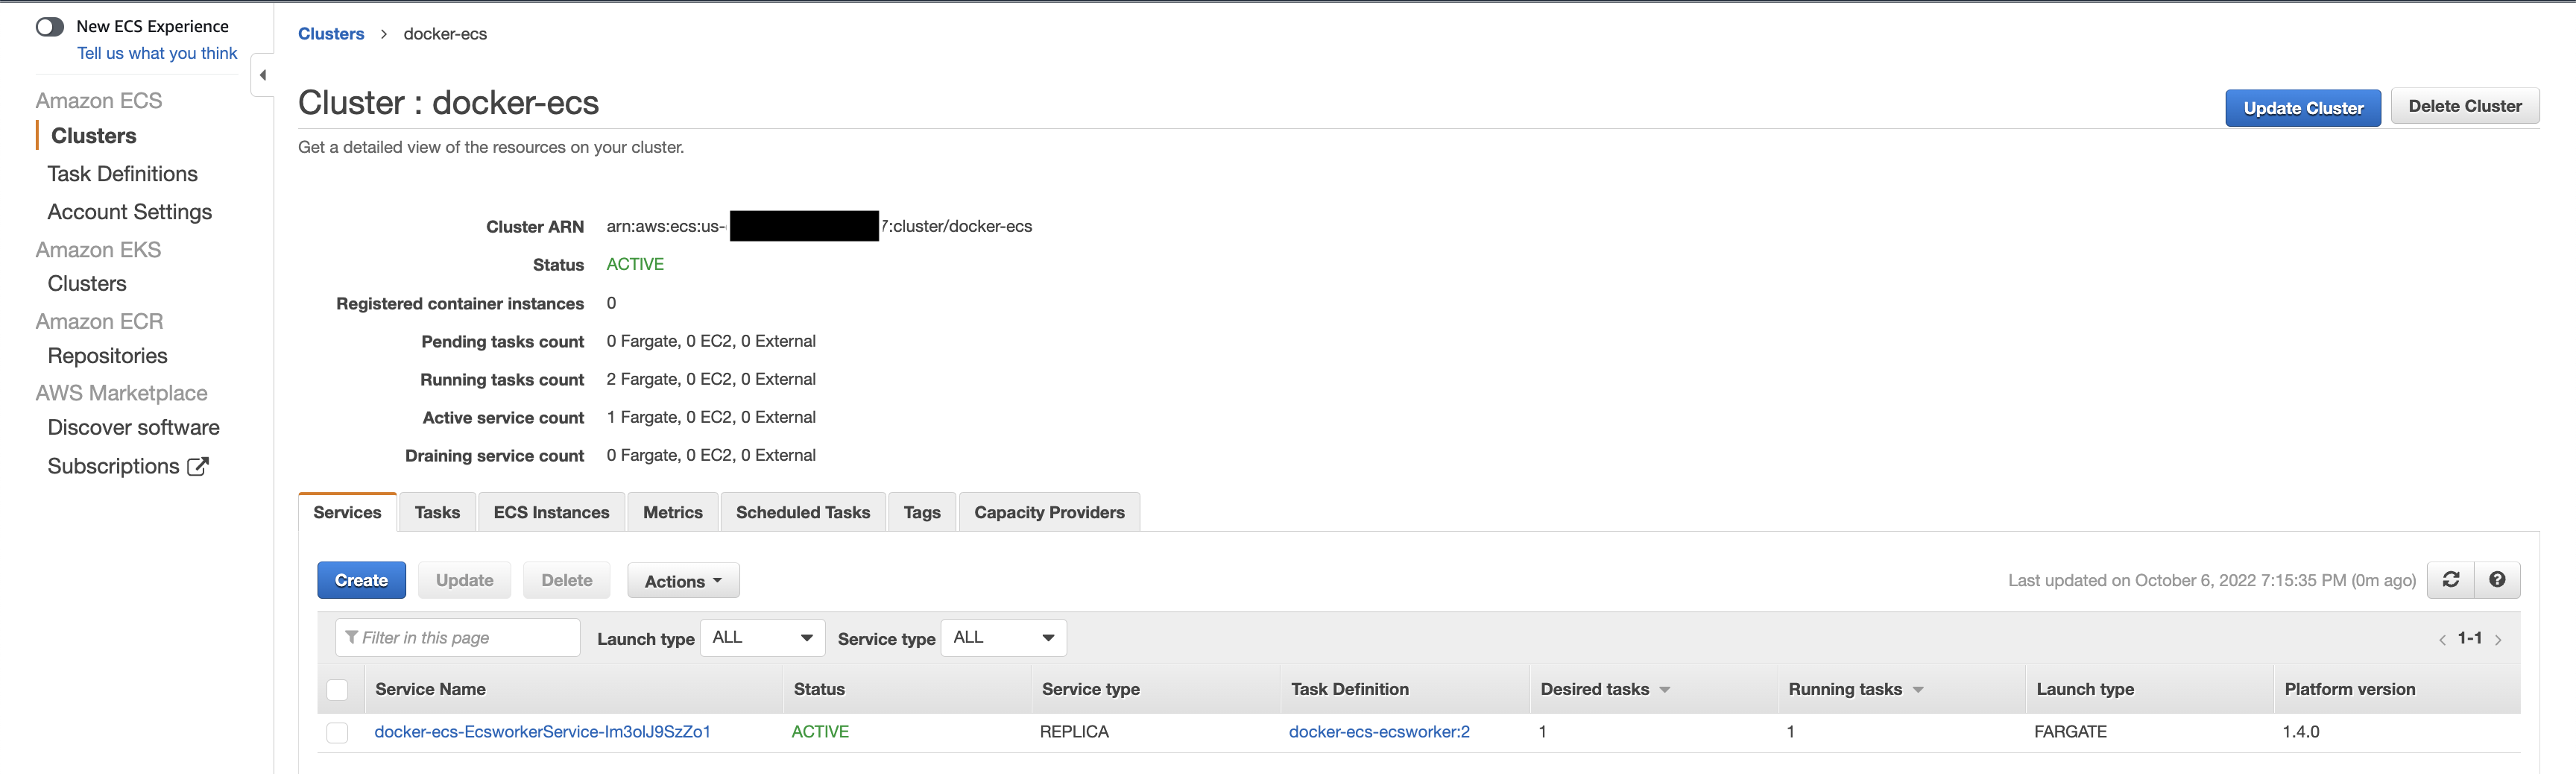 New ECS Experience
Tell us what you think
Amazon ECS
Clusters
Task Definitions
Account Settings
Amazon EKS
Clusters
Amazon ECR
Repositories
AWS Marketplace
Discover software
Subscriptions
Clusters > docker-ecs
Cluster : docker-ecs
Update Cluster Delete Cluster
Get a detailed view of the resources on your cluster.
Cluster ARN arn:aws:ecs:us- 7:cluster/docker-ecs
Status ACTIVE
Registered container instances 0
Pending tasks count 0 Fargate, 0 EC2, 0 External
Running tasks count 2 Fargate, 0 EC2, 0 External
Active service count 1 Fargate, 0 EC2, 0 External
Draining service count 0 Fargate, 0 EC2, 0 External
Services Tasks ECS Instances Metrics Scheduled Tasks Tags Capacity Providers
Create Update Delete Actions Last updated on October 6, 2022 7:15:35 PM (0m ago)
Filter in this page Launch type ALL Service type ALL < 1-1 >
Service Name Status Service type Task Definition Desired tasks Running tasks Launch type Platform version
docker-ecs-EcsworkerService-Im3olJ9SzZo1 ACTIVE REPLICA docker-ecs-ecsworker:2 1 1 FARGATE 1.4.0